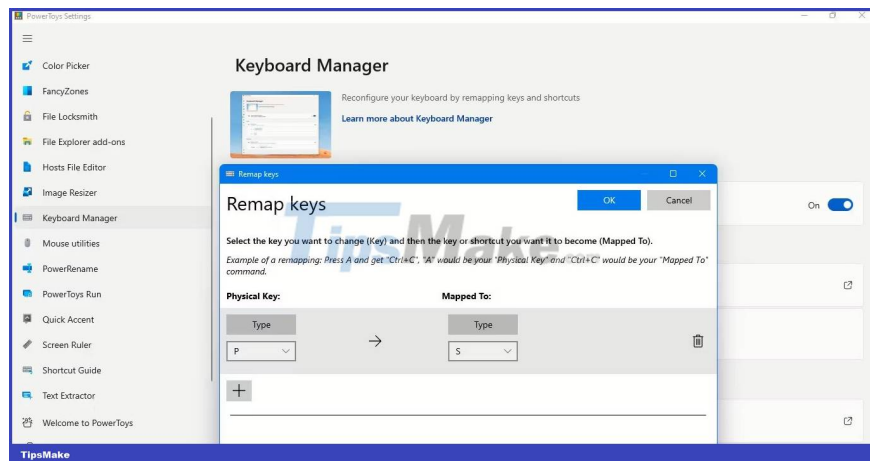 PowerToys Settings
Color Picker
FancyZones
File Locksmith
File Explorer add-ons
Hosts File Editor
Image Resizer
Keyboard Manager
Mouse utilities
PowerRename
PowerToys Run
Quick Accent
Screen Ruler
Shortcut Guide
Text Extractor
Welcome to PowerToys
Keyboard Manager
Reconfigure your keyboard by remapping keys and shortcuts
Learn more about Keyboard Manager
On
Remap keys
Remap keys
OK
Cancel
TipsMake.com
Select the key you want to change (Key) and then the key or shortcut you want it to become (Mapped To).
Example of a remapping: Press A and get "Ctrl+C", "A" would be your "Physical Key" and "Ctrl+C" would be your "Mapped To"
command.
Physical Key:
Mapped To:
Type
Type
P
S
TipsMake